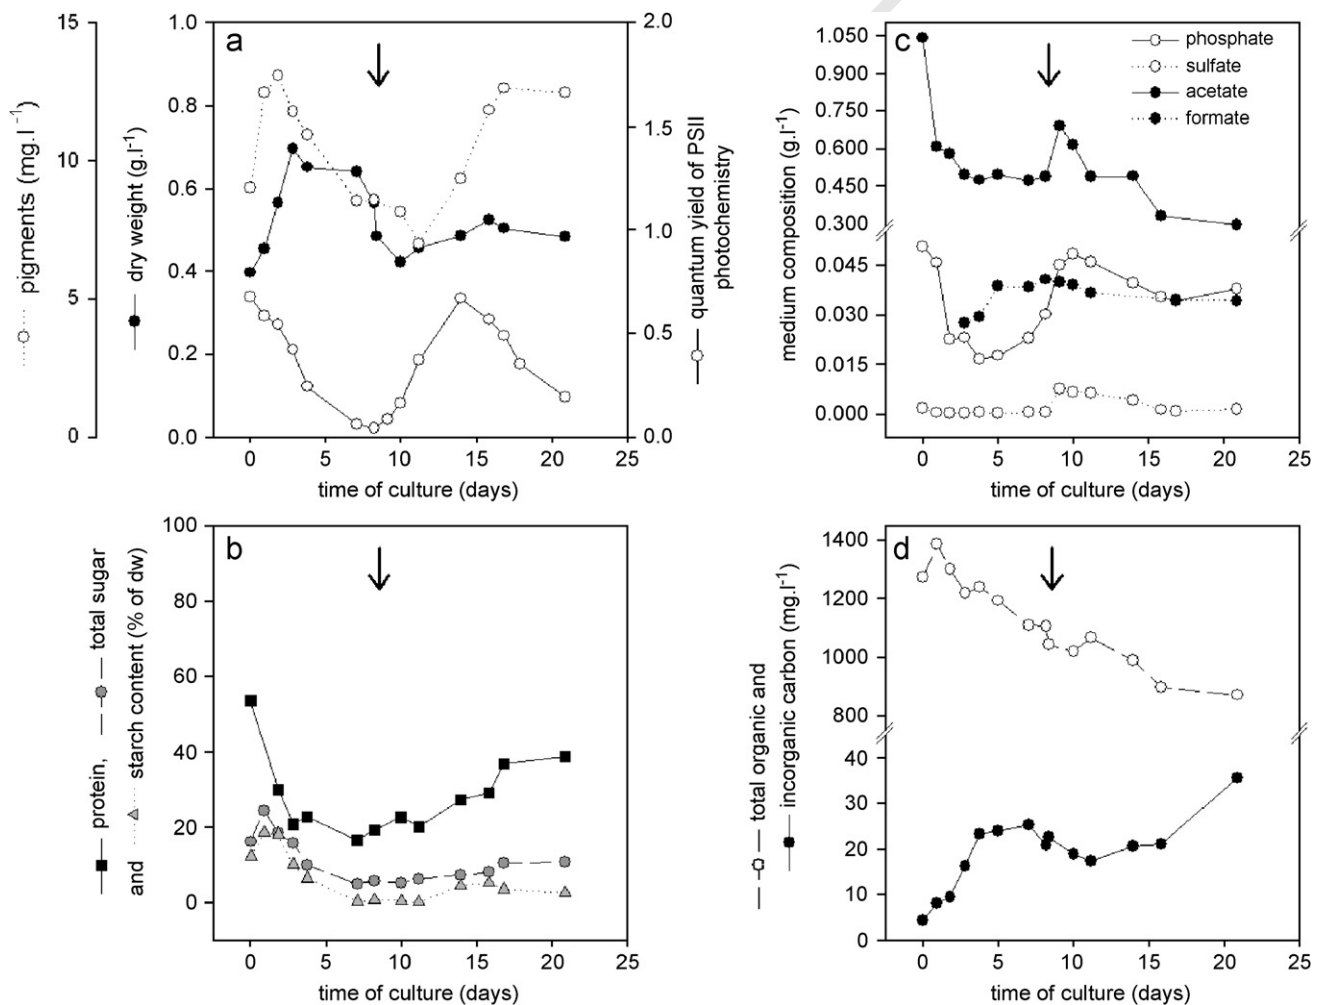 a
15
10
5
0
pigments (mg.l-1)
1.0
0.8
0.6
0.4
0.2
0.0
dry weight (g.l-1)
2.0
1.5
1.0
0.5
0.0
quantum yield of PSII
photochemistry
0 5 10 15 20 25
time of culture (days)
c
phosphate
sulfate
acetate
formate
1.050
0.900
0.750
0.600
0.450
0.300
0.045
0.030
0.015
0.000
medium composition (g.l-1)
0 5 10 15 20 25
time of culture (days)
b
100
80
60
40
20
0
protein, total sugar
and starch content (% of dw)
0 5 10 15 20 25
time of culture (days)
d
1400
1200
1000
800
40
30
20
10
0
total organic and
incorganic carbon (mg.l-1)
0 5 10 15 20 25
time of culture (days)